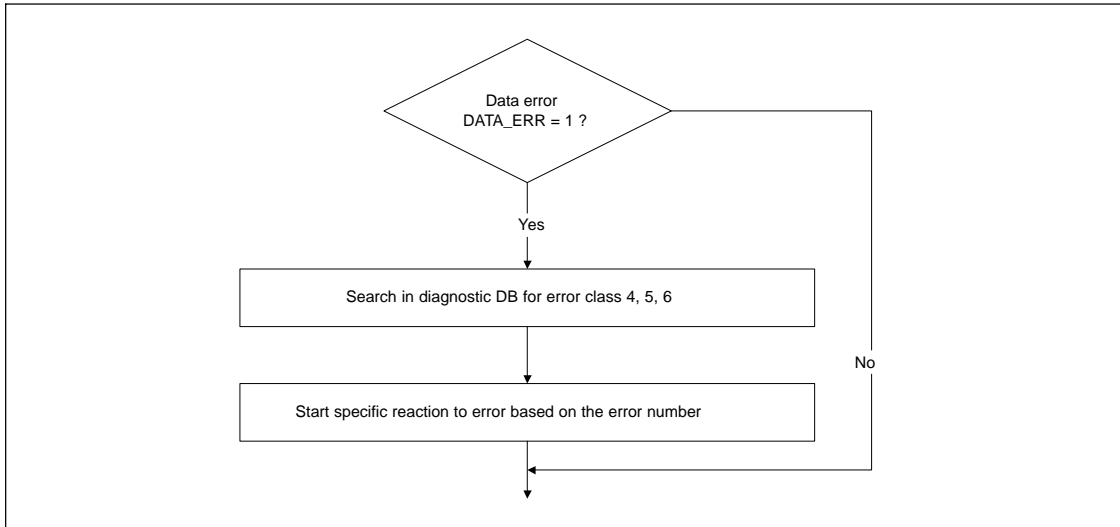 Data error
DATA_ERR = 1 ?
Yes
Search in diagnostic DB for error class 4, 5, 6
No
Start specific reaction to error based on the error number